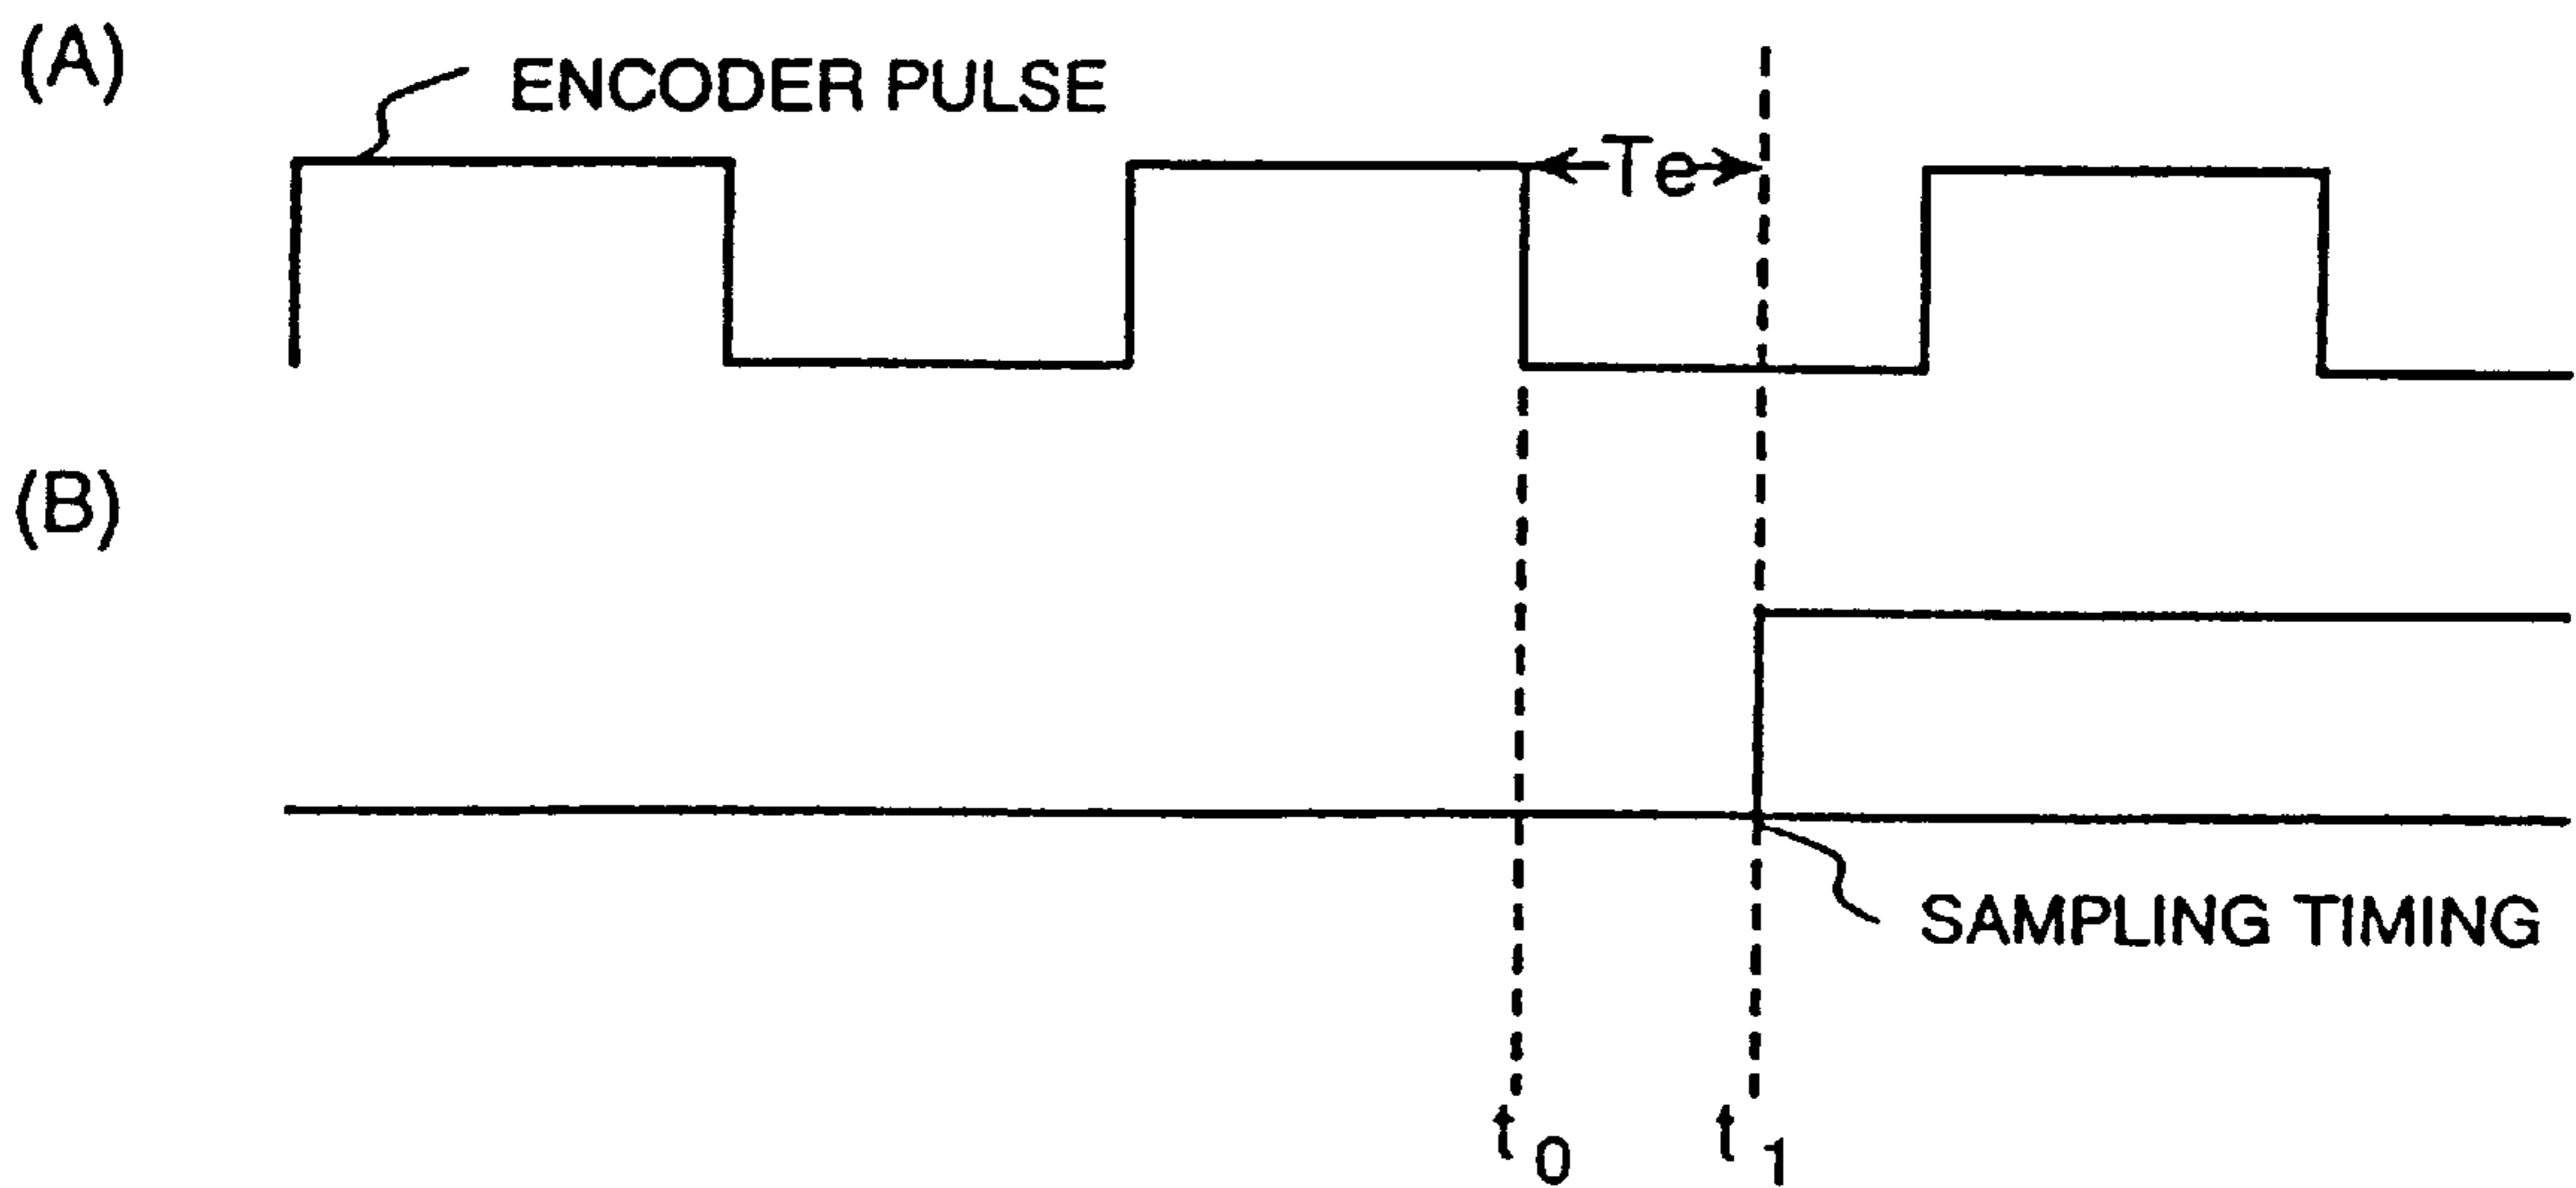 (A)
ENCODER PULSE
Te
(B)
SAMPLING TIMING
t0
t1